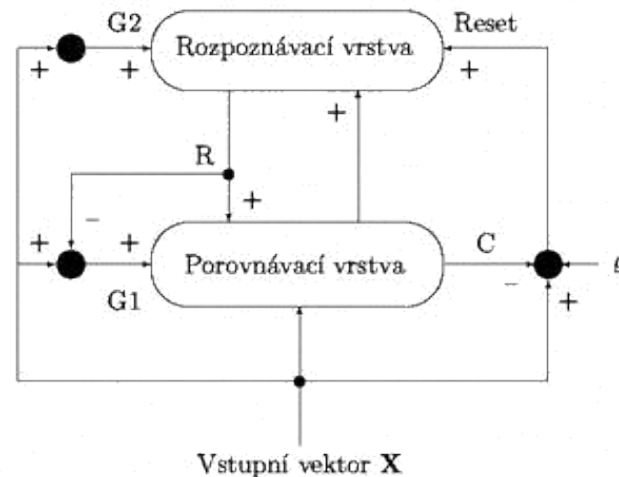 G2
Rozpoznávací vrstva
Reset
+
+
+
+
R
+
−
+
+
Porovnávací vrstva
C
G1
−
+
Vstupní vektor X